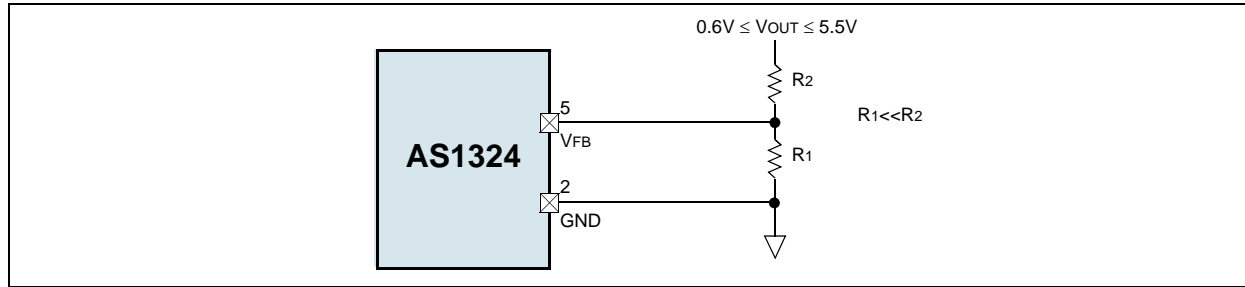 0.6V ≤ VOUT ≤ 5.5V
R2
5
R1<<R2
VFB
AS1324
R1
2
GND